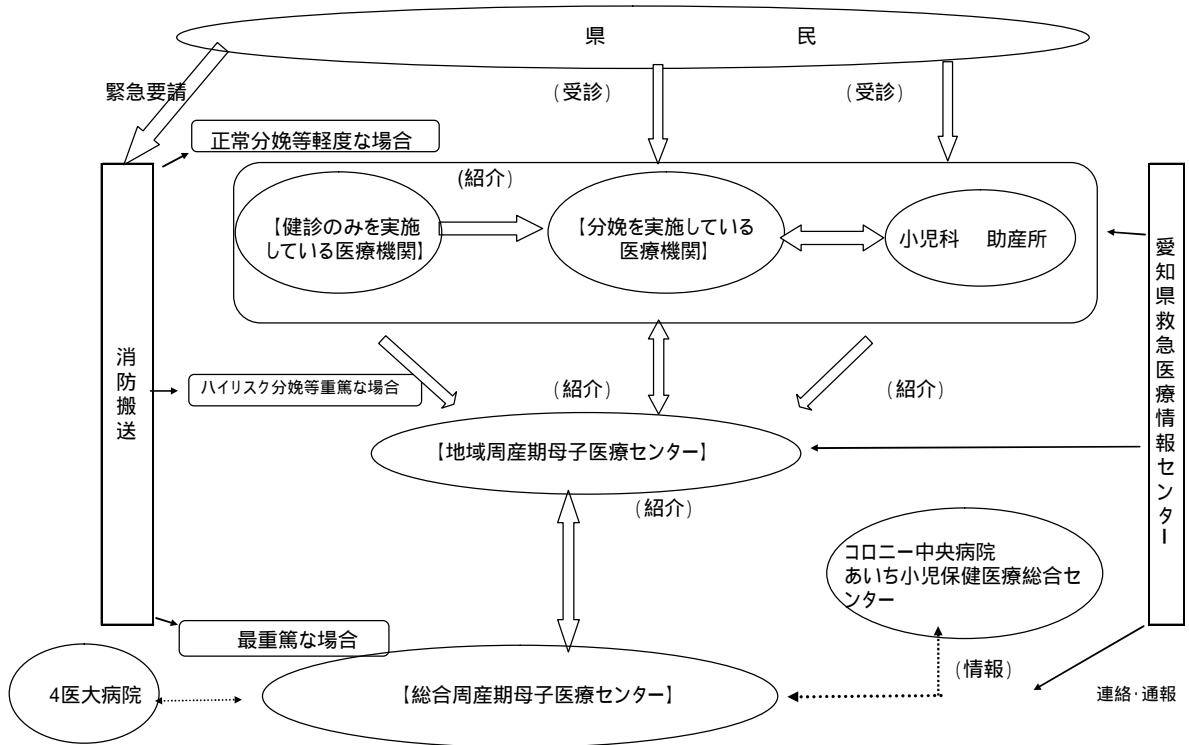 県　民
緊急要請
(受診)
(受診)
正常分娩等軽度な場合
(紹介)
【健診のみを実施
している医療機関】
【分娩を実施している
医療機関】
小児科　助産所
消防搬送
愛知県救急医療情報センター
ハイリスク分娩等重篤な場合
(紹介)
(紹介)
【地域周産期母子医療センター】
(紹介)
コロニー中央病院
あいち小児保健医療総合セ
ンター
最重篤な場合
4医大病院
【総合周産期母子医療センター】
(情報)
連絡・通報